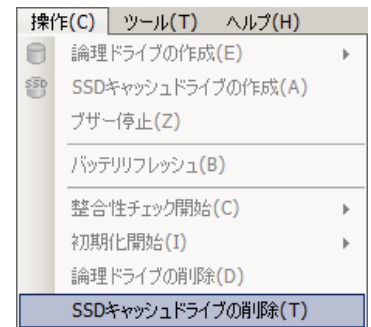 操作(C) ツール(T) ヘルプ(H)
論理ドライブの作成(E)
SSD SSDキャッシュドライブの作成(A)
ブザー停止(Z)
バッテリリフレッシュ(B)
整合性チェック開始(C)
初期化開始(I)
論理ドライブの削除(D)
SSDキャッシュドライブの削除(T)